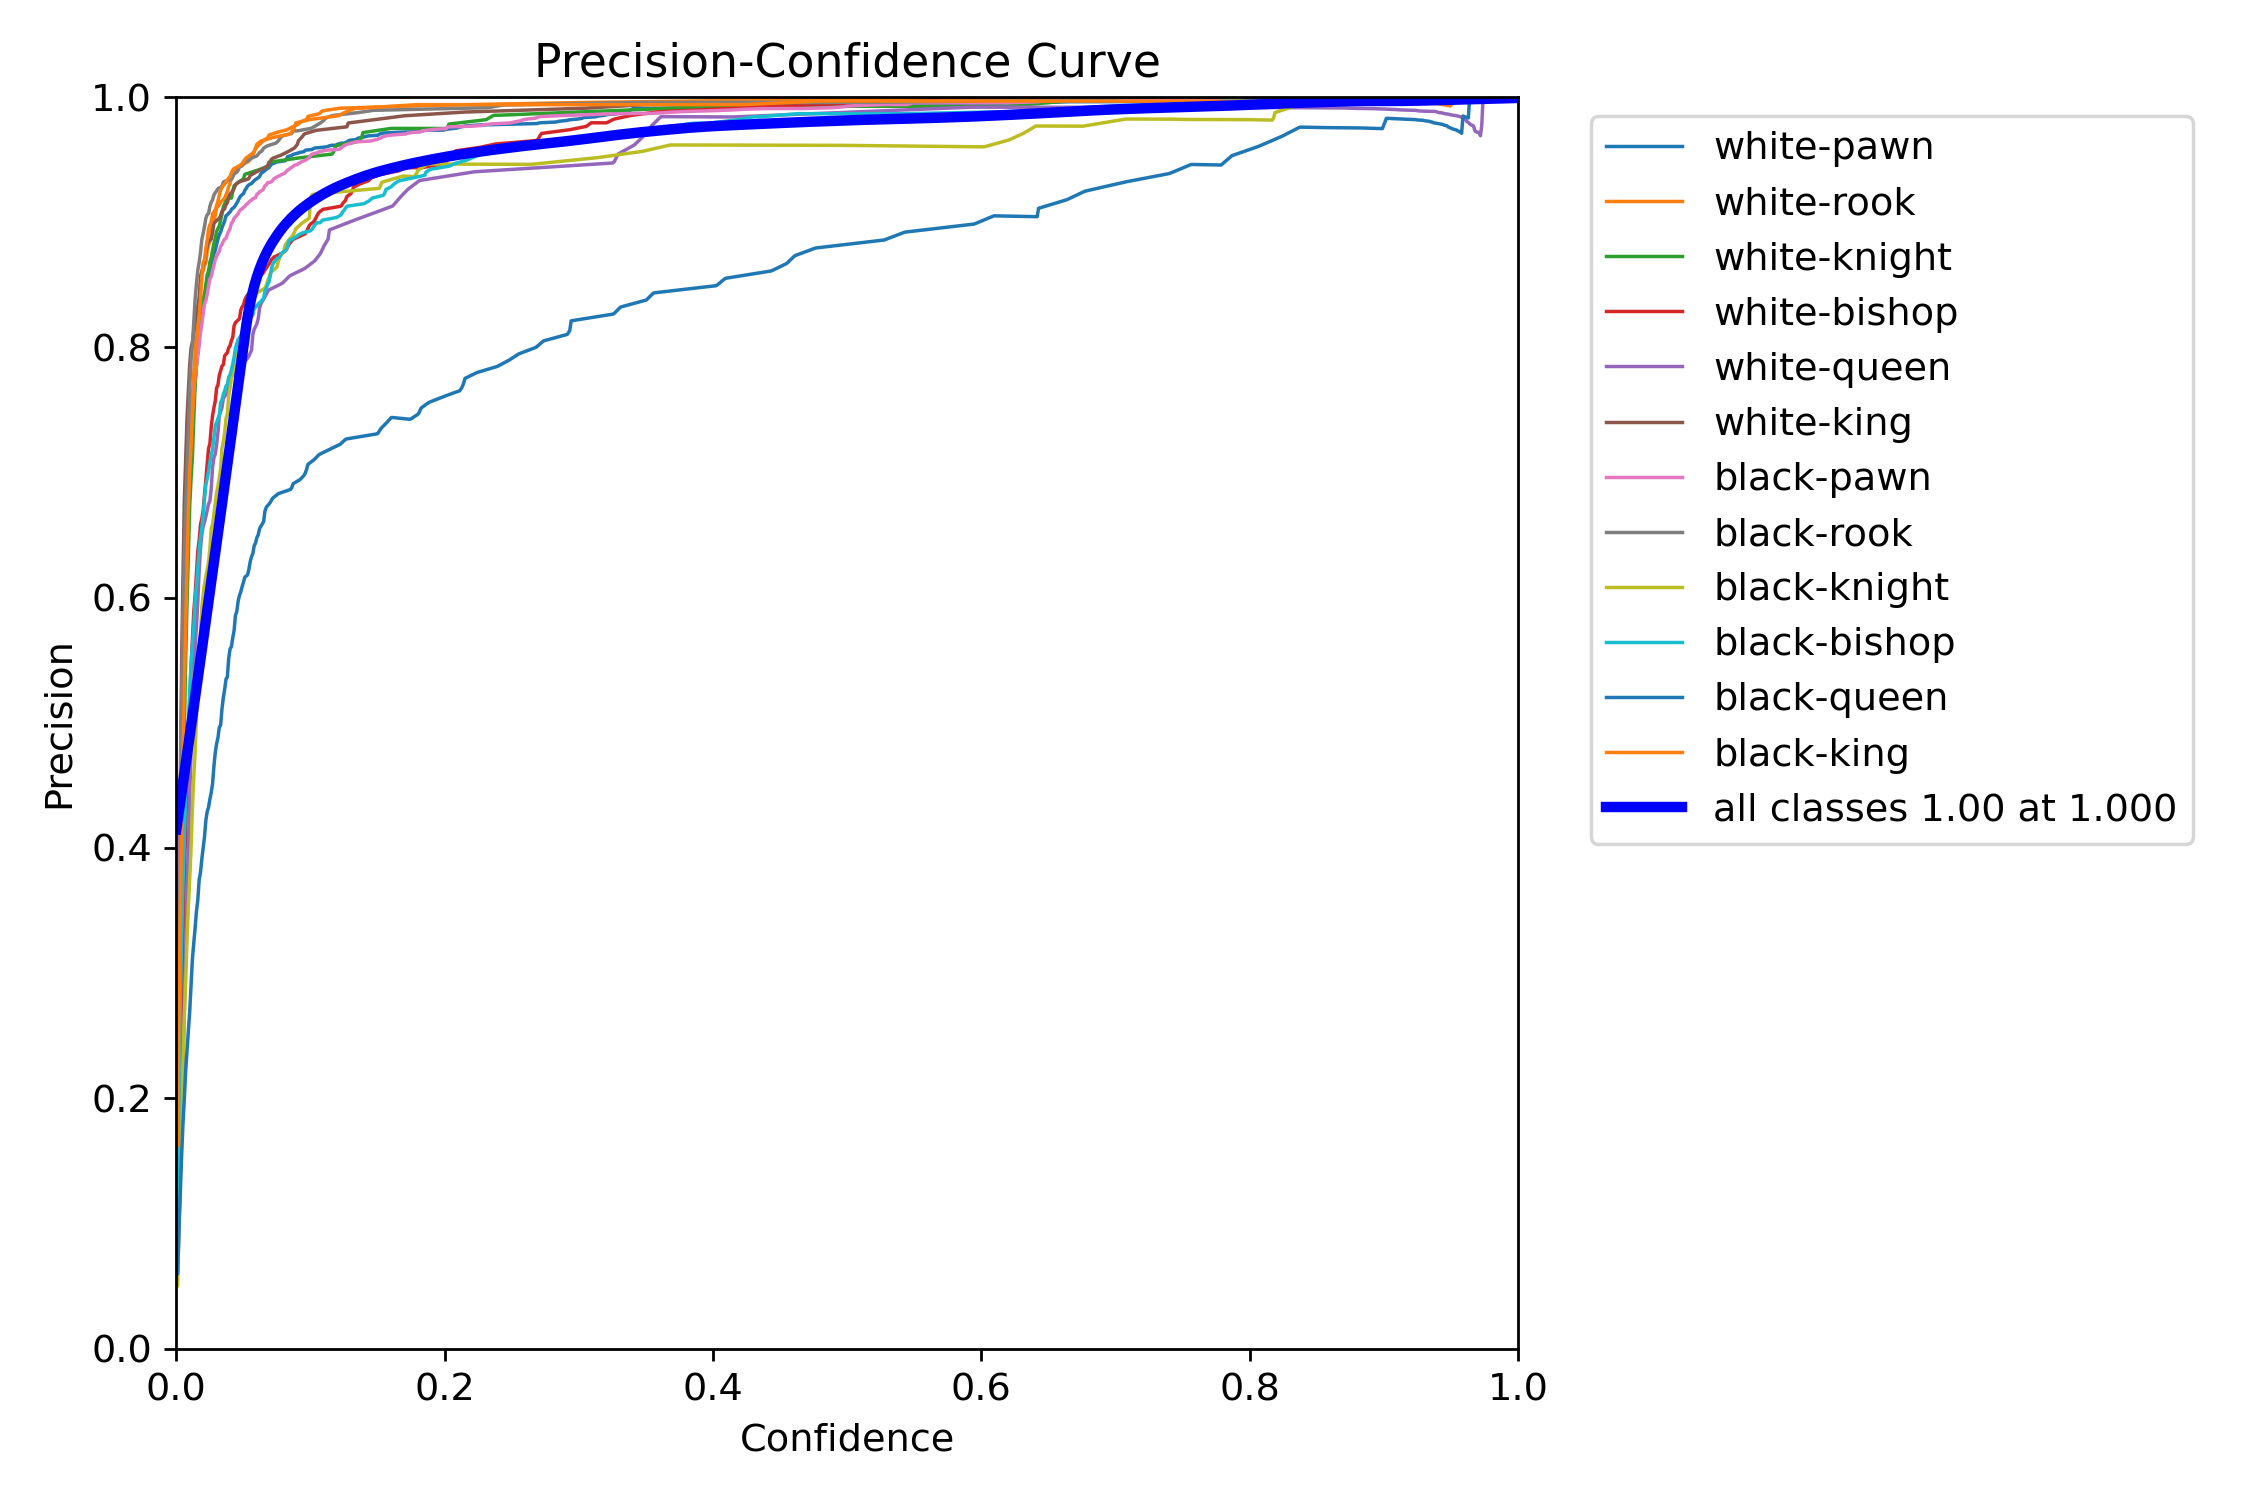 Precision-Confidence Curve
1.0
0.8
0.6
0.4
0.2
0.0
Precision
0.0 0.2 0.4 0.6 0.8 1.0
Confidence
white-pawn
white-rook
white-knight
white-bishop
white-queen
white-king
black-pawn
black-rook
black-knight
black-bishop
black-queen
black-king
all classes 1.00 at 1.000